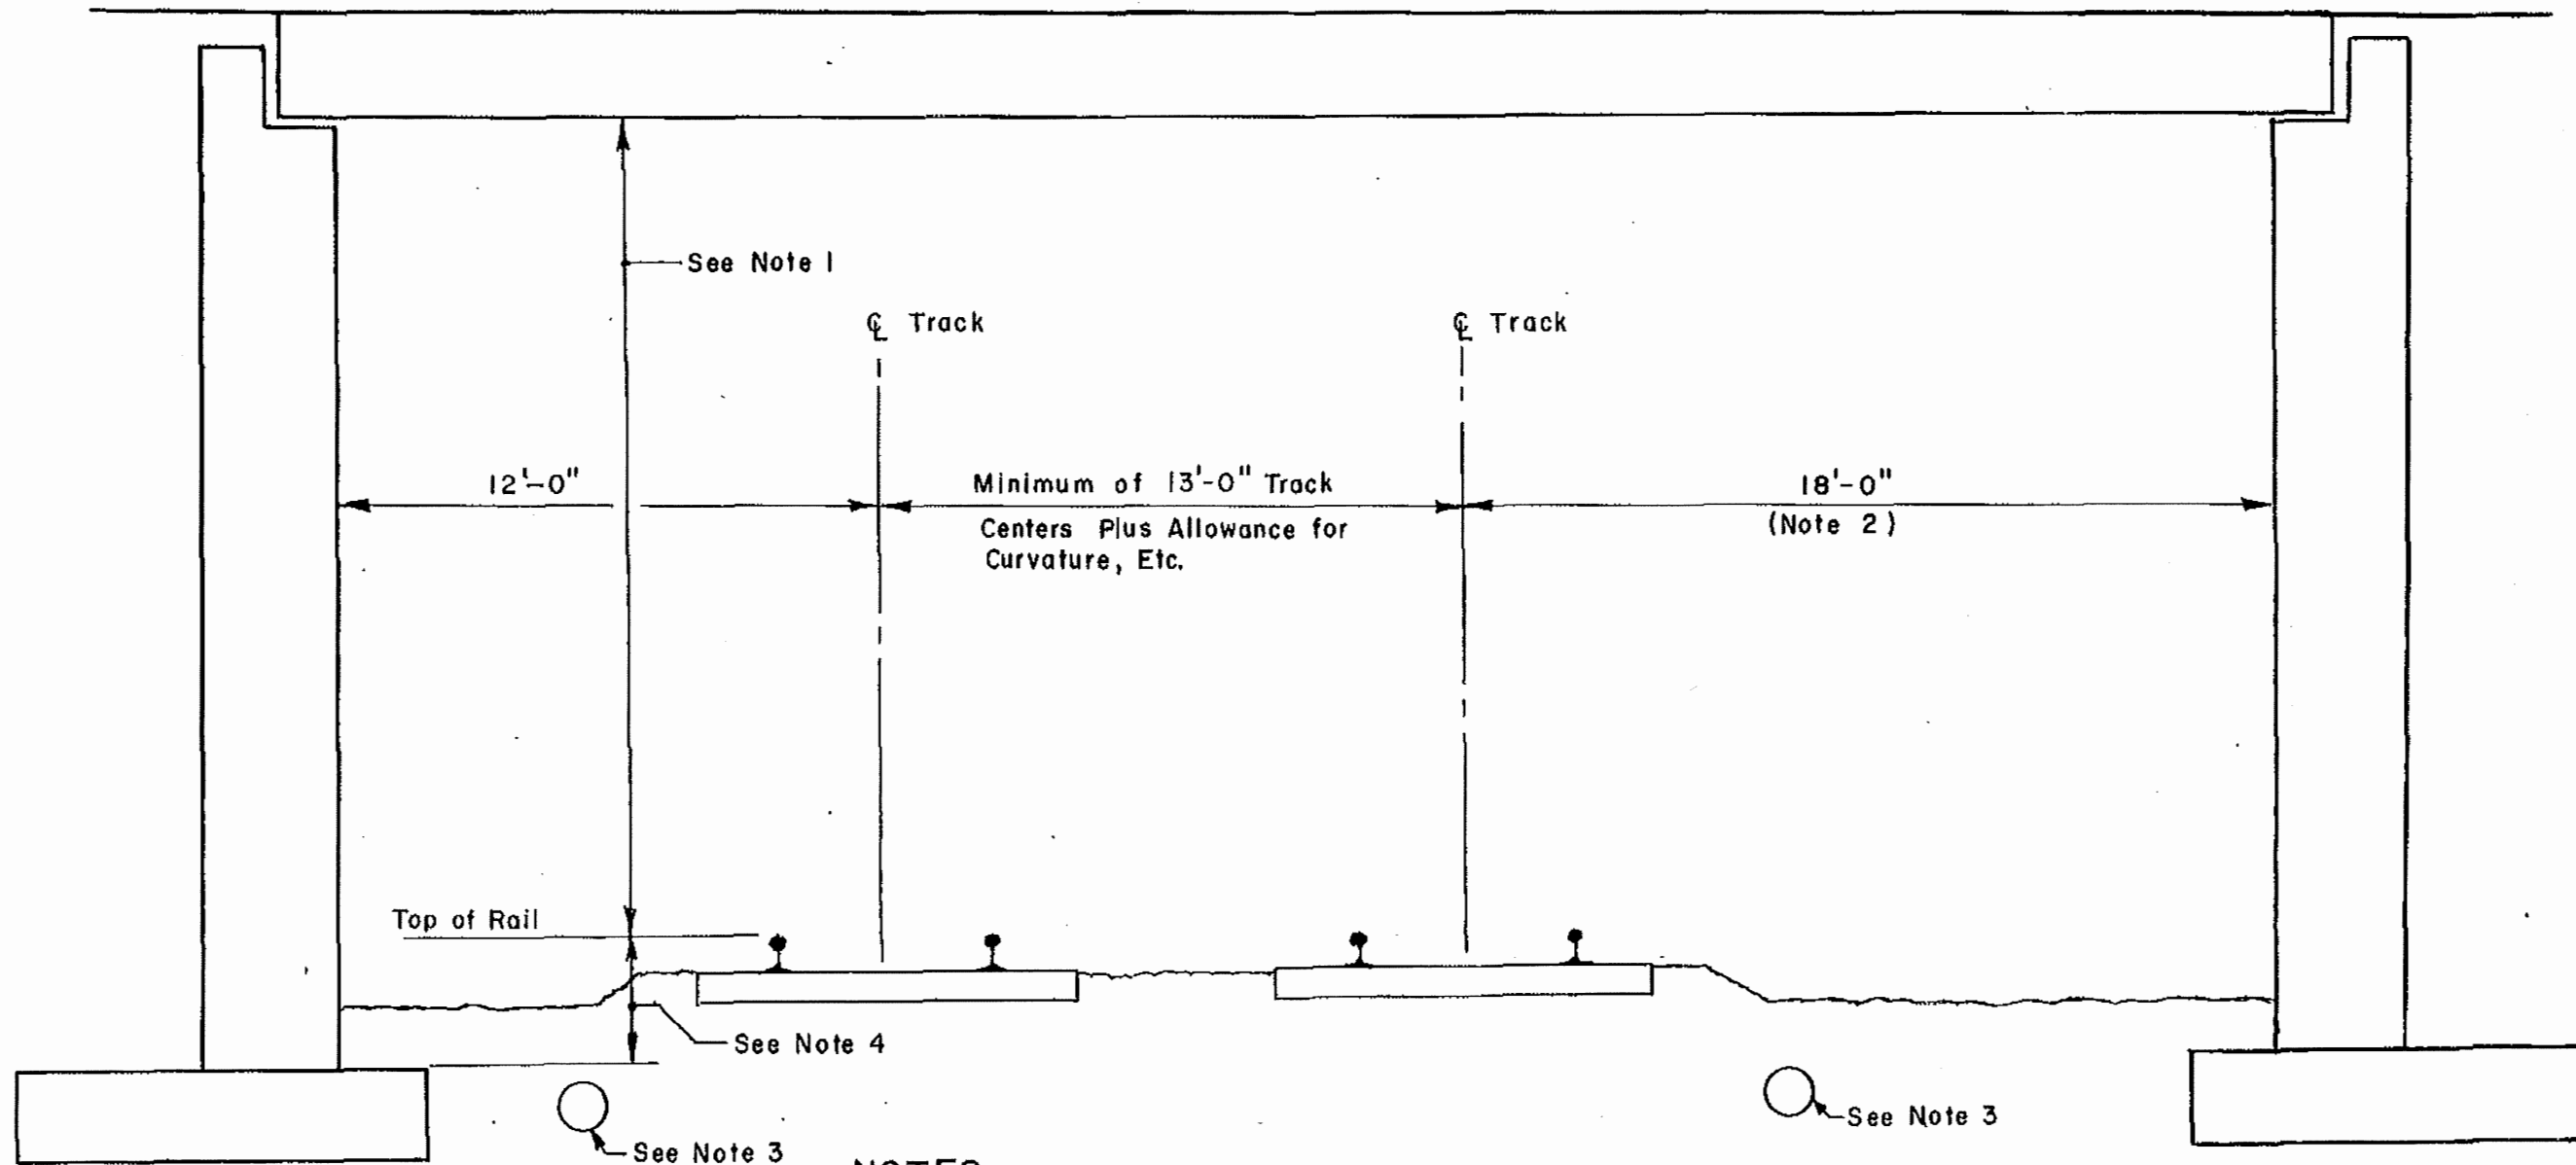 See Note 1
℄ Track
℄ Track
12'-0"
Minimum of 13'-0" Track
Centers Plus Allowance for
Curvature, Etc.
18'-0"
(Note 2)
Top of Rail
See Note 4
See Note 3
See Note 3
NOTES